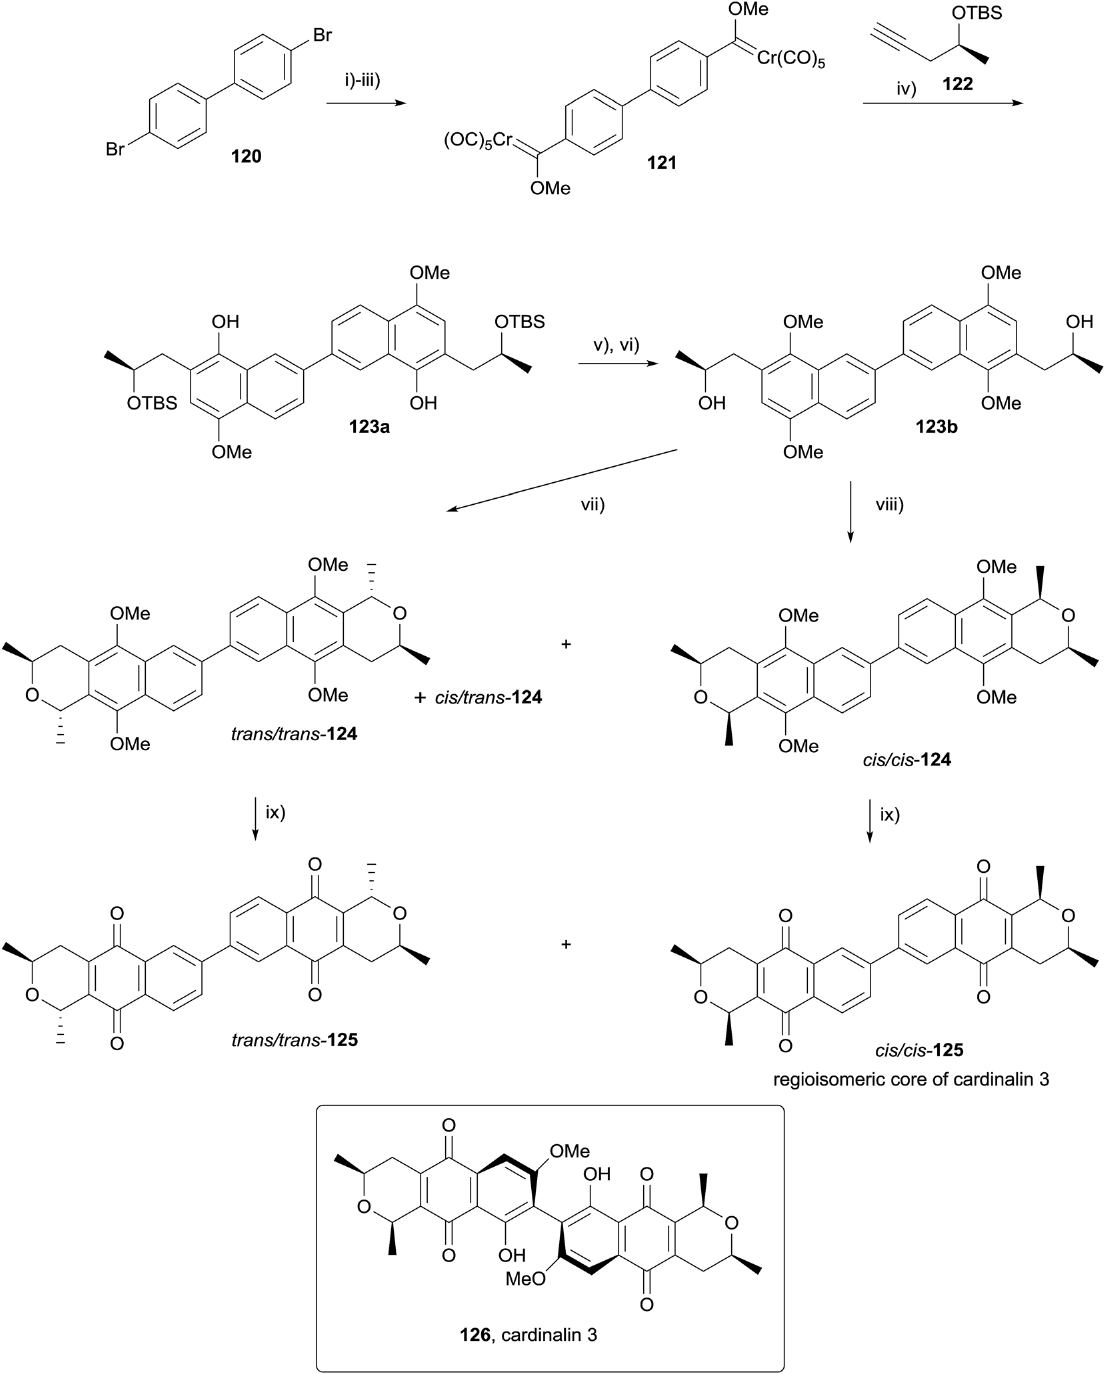 Br
Br
120
i)-iii)
OMe
Cr(CO)5
(OC)5Cr
OMe
121
OTBS
122
iv)
OH
OMe
OTBS
OTBS
OMe
OH
123a
v), vi)
OMe
OMe
OH
OH
OMe
OMe
123b
vii)
viii)
OMe
OMe
O
O
OMe
OMe
trans/trans-124
+ cis/trans-124
+
OMe
OMe
O
O
OMe
OMe
cis/cis-124
ix)
ix)
O
O
O
O
O
O
trans/trans-125
+
O
O
O
O
O
O
cis/cis-125
regioisomeric core of cardinalin 3
O
OMe
OH
O
O
O
O
OH
MeO
O
126, cardinalin 3